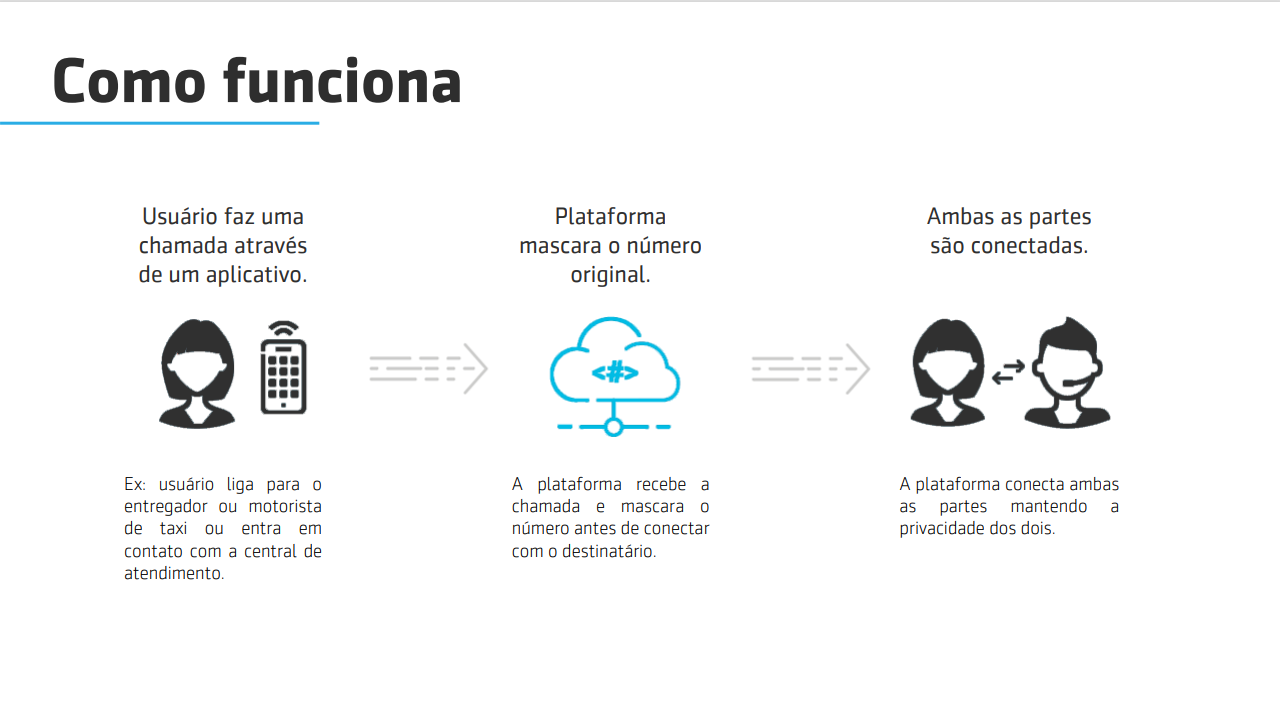 Como funciona
Usuário faz uma
chamada através
de um aplicativo.
Plataforma
mascara o número
original.
<#>
Ambas as partes
são conectadas.
Ex: usuário liga para o
entregador ou motorista
de taxi ou entra em
contato com a central de
atendimento.
A plataforma recebe a
chamada e mascara o
número antes de conectar
com o destinatário.
A plataforma conecta ambas
as partes mantendo a
privacidade dos dois.